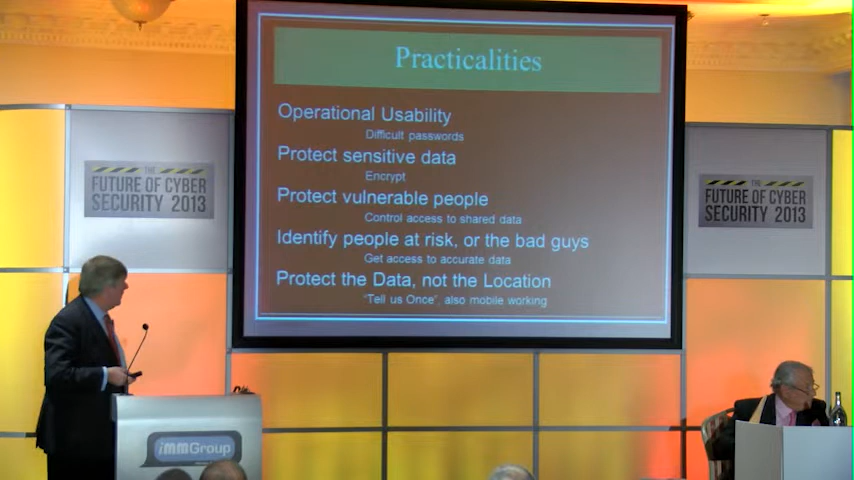 Practicalities
Operational Usability
Difficult passwords
Protect sensitive data
Encrypt
Protect vulnerable people
Control access to shared data
Identify people at risk, or the bad guys
Get access to accurate data
Protect the Data, not the Location
"Tell us Once", also mobile working
THE
FUTURE OF CYBER
SECURITY 2013
THE
FUTURE OF CYBER
SECURITY 2013
immGroup